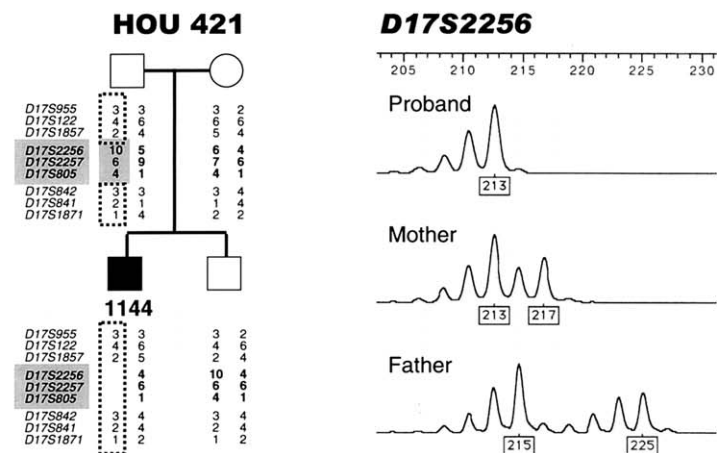 HOU 421
D17S955 3 3 3 2
D17S122 4 6 6 6
D17S1857 2 4 5 4
D17S2256 10 5 6 4
D17S2257 6 9 7 6
D17S805 4 1 4 1
D17S842 3 3 3 4
D17S841 2 1 1 4
D17S1871 1 4 2 2
1144
D17S955 3 3 3 2
D17S122 4 6 4 6
D17S1857 2 5 2 4
D17S2256 4 10 4
D17S2257 6 6 6
D17S805 1 4 1
D17S842 3 4 3 4
D17S841 2 4 2 4
D17S1871 1 2 1 2
D17S2256
205 210 215 220 225 230
Proband
213
Mother
213 217
Father
215 225